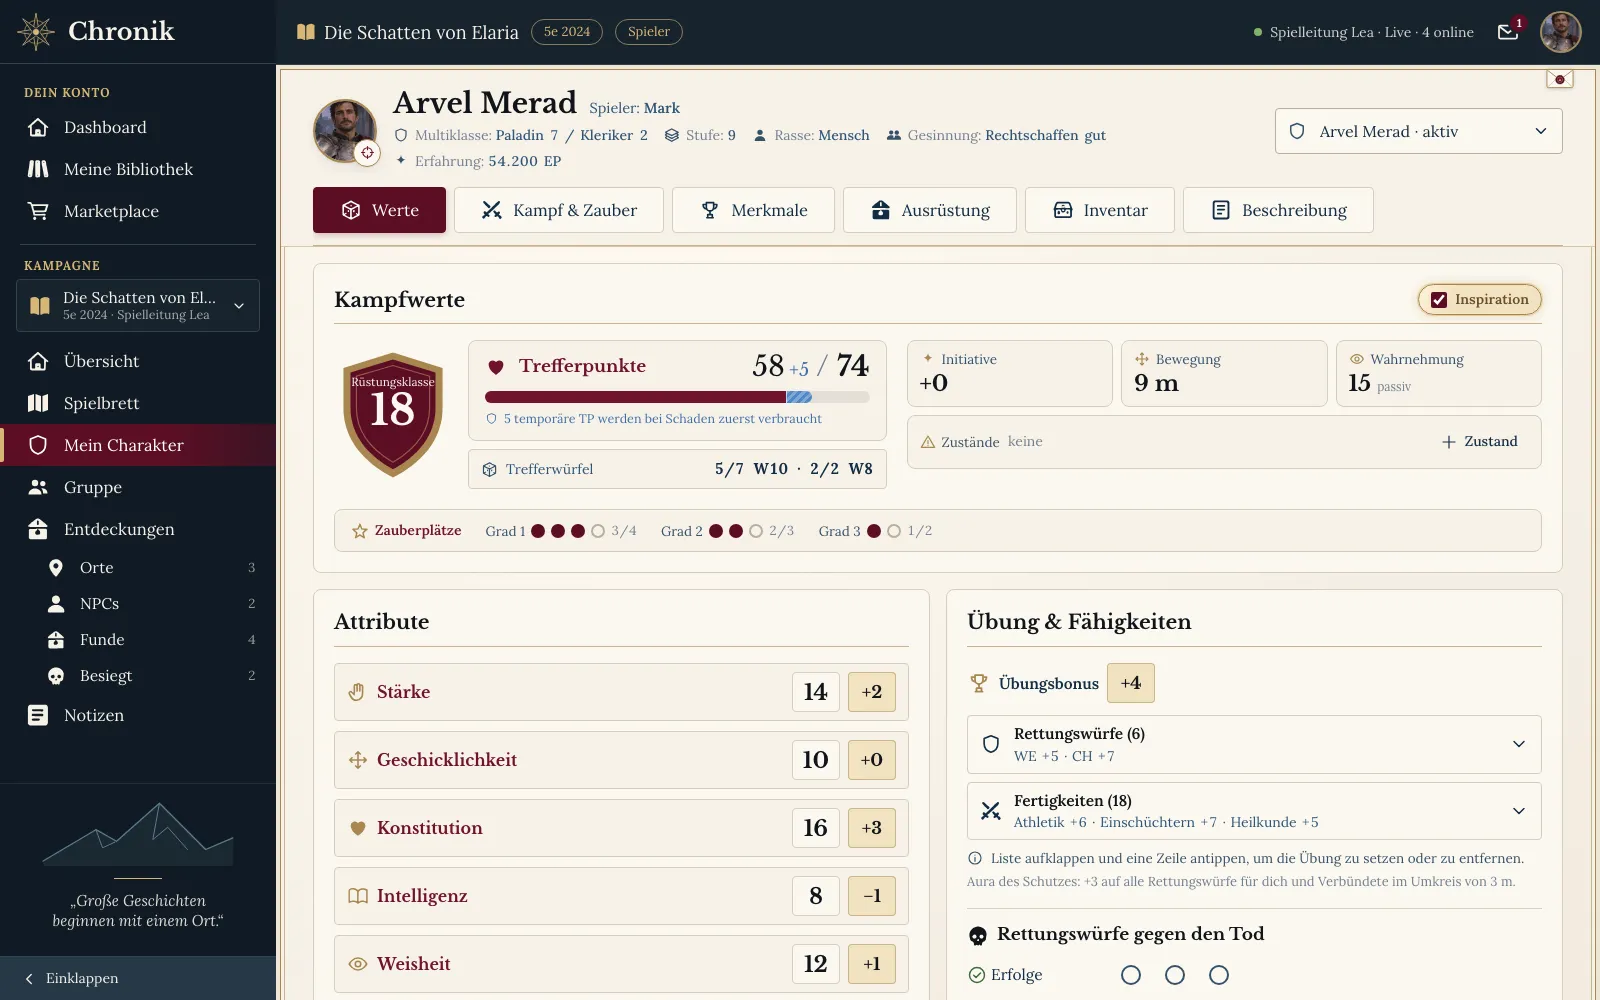 Chronik
Die Schatten von Elaria
5e 2024
Spieler
Spielleitung Lea · Live · 4 online
1
DEIN KONTO
Dashboard
Meine Bibliothek
Marketplace
KAMPAGNE
Die Schatten von El...
5e 2024 · Spielleitung Lea
Übersicht
Spielbrett
Mein Charakter
Gruppe
Entdeckungen
Orte 3
NPCs 2
Funde 4
Besiegt 2
Notizen
„Große Geschichten
beginnen mit einem Ort.“
Einklappen
Arvel Merad Spieler: Mark
Multiklasse: Paladin 7 / Kleriker 2 Stufe: 9 Rasse: Mensch Gesinnung: Rechtschaffen gut
Erfahrung: 54.200 EP
Arvel Merad · aktiv
Werte
Kampf & Zauber
Merkmale
Ausrüstung
Inventar
Beschreibung
Kampfwerte
Inspiration
Rüstungsklasse
18
Trefferpunkte 58 +5 / 74
5 temporäre TP werden bei Schaden zuerst verbraucht
Trefferwürfel 5/7 W10 · 2/2 W8
Initiative
+0
Bewegung
9 m
Wahrnehmung
15 passiv
Zustände keine
+ Zustand
Zauberplätze Grad 1 3/4 Grad 2 2/3 Grad 3 1/2
Attribute
Stärke 14 +2
Geschicklichkeit 10 +0
Konstitution 16 +3
Intelligenz 8 −1
Weisheit 12 +1
Übung & Fähigkeiten
Übungsbonus +4
Rettungswürfe (6)
WE +5 · CH +7
Fertigkeiten (18)
Athletik +6 · Einschüchtern +7 · Heilkunde +5
Liste aufklappen und eine Zeile antippen, um die Übung zu setzen oder zu entfernen.
Aura des Schutzes: +3 auf alle Rettungswürfe für dich und Verbündete im Umkreis von 3 m.
Rettungswürfe gegen den Tod
Erfolge